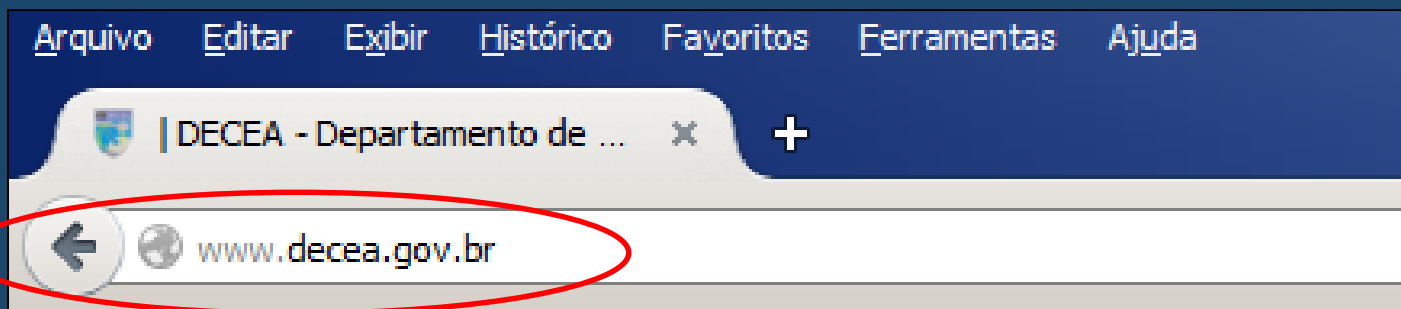 Arquivo Editar Exibir Histórico Favoritos Ferramentas Ajuda
| DECEA - Departamento de ...
www.decea.gov.br